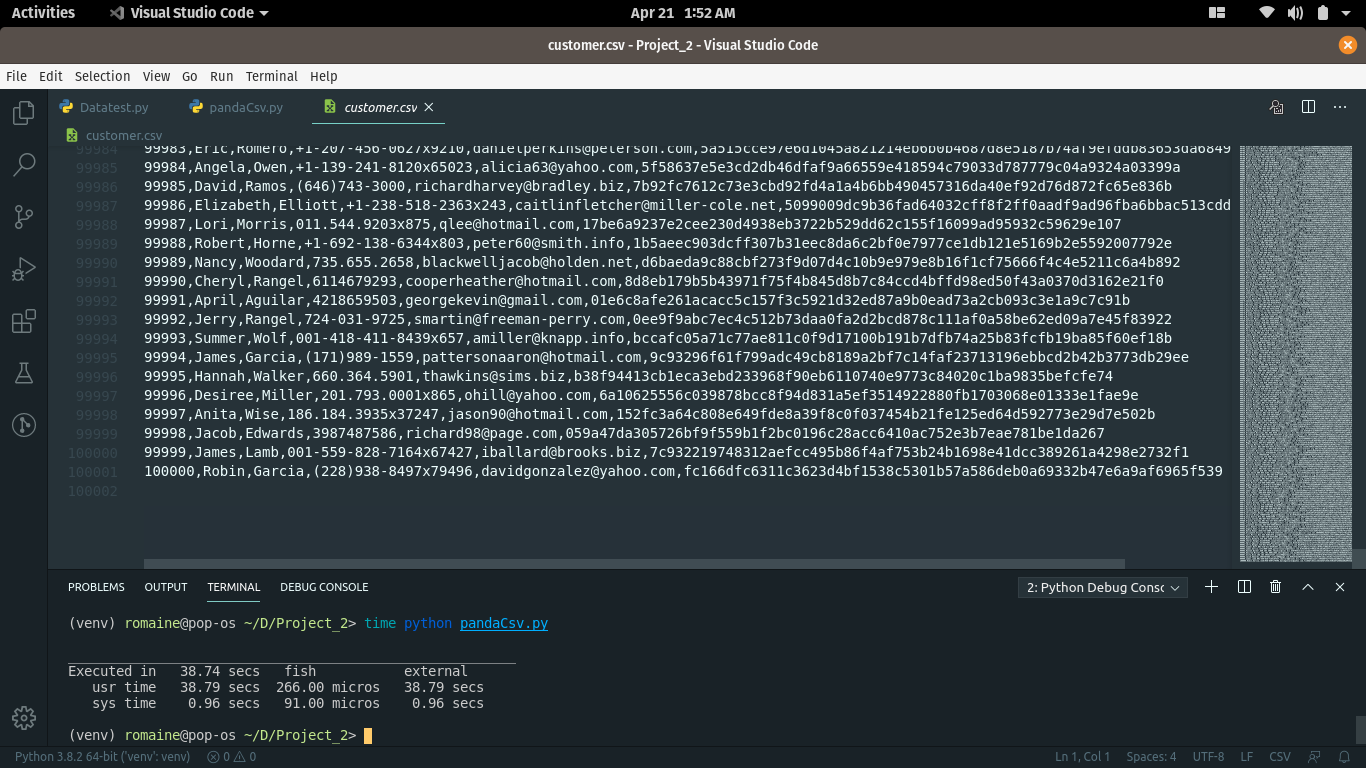 Activities Visual Studio Code Apr 21 1:52 AM
customer.csv - Project_2 - Visual Studio Code
File Edit Selection View Go Run Terminal Help
Datatest.py pandaCsv.py customer.csv
customer.csv
99984 99983,Eric,Romero,+1-207-456-0627x9210,danielperkins@peterson.com,5a515cce97e6d1045a821214eb6b0b4687d8e5187b74af9efddb83653da6849
99985 99984,Angela,Owen,+1-139-241-8120x65023,alicia63@yahoo.com,5f58637e5e3cd2db46dfaf9a66559e418594c79033d787779c04a9324a03399a
99986 99985,David,Ramos,(646)743-3000,richardharvey@bradley.biz,7b92fc7612c73e3cbd92fd4a1a4b6bb490457316da40ef92d76d872fc65e836b
99987 99986,Elizabeth,Elliott,+1-238-518-2363x243,caitlinfletcher@miller-cole.net,5099009dc9b36fad64032cff8f2ff0aadf9ad96fba6bbac513cdd
99988 99987,Lori,Morris,011.544.9203x875,qlee@hotmail.com,17be6a9237e2cee230d4938eb3722b529dd62c155f16099ad95932c59629e107
99989 99988,Robert,Horne,+1-692-138-6344x803,peter60@smith.info,1b5aeec903dcff307b31eec8da6c2bf0e7977ce1db121e5169b2e5592007792e
99990 99989,Nancy,Woodard,735.655.2658,blackwelljacob@holden.net,d6baeda9c88cbf273f9d07d4c10b9e979e8b16f1cf75666f4c4e5211c6a4b892
99991 99990,Cheryl,Rangel,6114679293,cooperheather@hotmail.com,8d8eb179b5b43971f75f4b845d8b7c84ccd4bffd98ed50f43a0370d3162e21f0
99992 99991,April,Aguilar,4218659503,georgekevin@gmail.com,01e6c8afe261acacc5c157f3c5921d32ed87a9b0ead73a2cb093c3e1a9c7c91b
99993 99992,Jerry,Rangel,724-031-9725,smartin@freeman-perry.com,0ee9f9abc7ec4c512b73daa0fa2d2bcd878c111af0a58be62ed09a7e45f83922
99994 99993,Summer,Wolf,001-418-411-8439x657,amiller@knapp.info,bccafc05a71c77ae811c0f9d17100b191b7dfb74a25b83fcfb19ba85f60ef18b
99995 99994,James,Garcia,(171)989-1559,pattersonaaron@hotmail.com,9c93296f61f799adc49cb8189a2bf7c14faf23713196ebbcd2b42b3773db29ee
99996 99995,Hannah,Walker,660.364.5901,thawkins@sims.biz,b38f94413cb1eca3ebd233968f90eb6110740e9773c84020c1ba9835befcfe74
99997 99996,Desiree,Miller,201.793.0001x865,ohill@yahoo.com,6a10625556c039878bcc8f94d831a5ef3514922880fb1703068e01333e1fae9e
99998 99997,Anita,Wise,186.184.3935x37247,jason90@hotmail.com,152fc3a64c808e649fde8a39f8c0f037454b21fe125ed64d592773e29d7e502b
99999 99998,Jacob,Edwards,3987487586,richard98@page.com,059a47da305726bf9f559b1f2bc0196c28acc6410ac752e3b7eae781be1da267
100000 99999,James,Lamb,001-559-828-7164x67427,iballard@brooks.biz,7c932219748312aefcc495b86f4af753b24b1698e41dcc389261a4298e2732f1
100001 100000,Robin,Garcia,(228)938-8497x79496,davidgonzalez@yahoo.com,fc166dfc6311c3623d4bf1538c5301b57a586deb0a69332b47e6a9af6965f539
100002
PROBLEMS OUTPUT TERMINAL DEBUG CONSOLE 2: Python Debug Consc
(venv) romaine@pop-os ~/D/Project_2> time python pandaCsv.py
Executed in 38.74 secs fish external
usr time 38.79 secs 266.00 micros 38.79 secs
sys time 0.96 secs 91.00 micros 0.96 secs
(venv) romaine@pop-os ~/D/Project_2>
Python 3.8.2 64-bit ('venv': venv) 0 0 Ln 1, Col 1 Spaces: 4 UTF-8 LF CSV